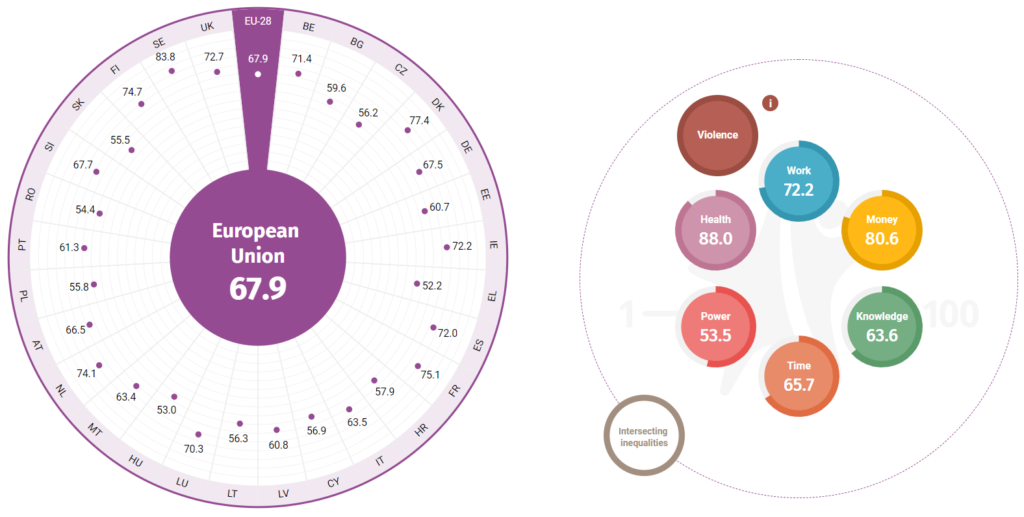 EU-28
67.9
BE
71.4
BG
59.6
CZ
56.2
DK
77.4
DE
67.5
EE
60.7
IE
72.2
EL
52.2
ES
72.0
FR
75.1
HR
57.9
IT
63.5
CY
56.9
LV
60.8
LT
56.3
LU
70.3
HU
53.0
MT
63.4
NL
74.1
AT
66.5
PL
55.8
PT
61.3
RO
54.4
SI
67.7
SK
55.5
FI
74.7
SE
83.8
UK
72.7
European
Union
67.9
Violence
i
Work
72.2
Health
88.0
Money
80.6
1
100
Power
53.5
Knowledge
63.6
Time
65.7
Intersecting
inequalities